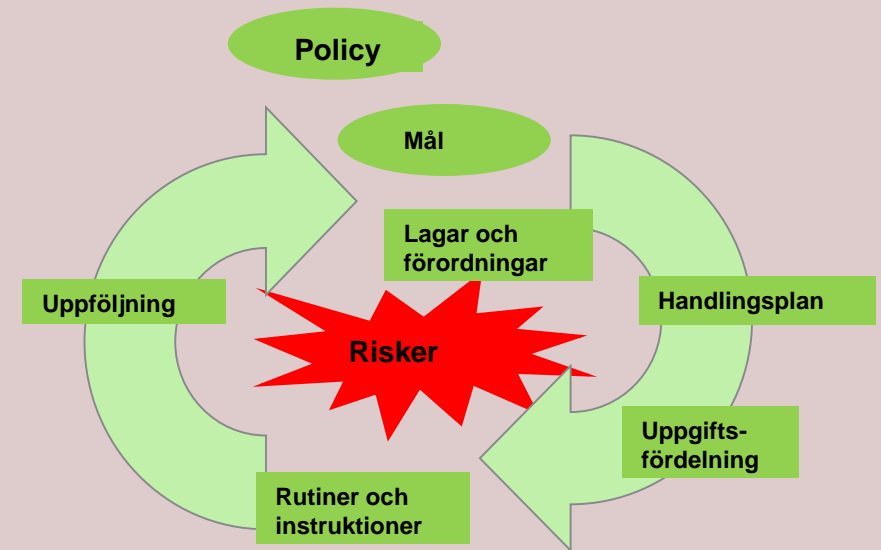 Policy
Mål
Lagar och
förordningar
Uppföljning
Handlingsplan
Risker
Uppgifts-
fördelning
Rutiner och
instruktioner